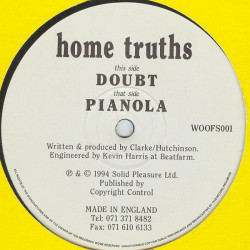 home truths
this side
DOUBT
that side
PIANOLA
WOOFS001
Written & produced by Clarke/Hutchinson.
Engineered by Kevin Harris at Beatfarm.
℗ & © 1994 Solid Pleasure Ltd.
Published by
Copyright Control
MADE IN ENGLAND
Tel: 071 371 8482
Fax: 071 610 6133